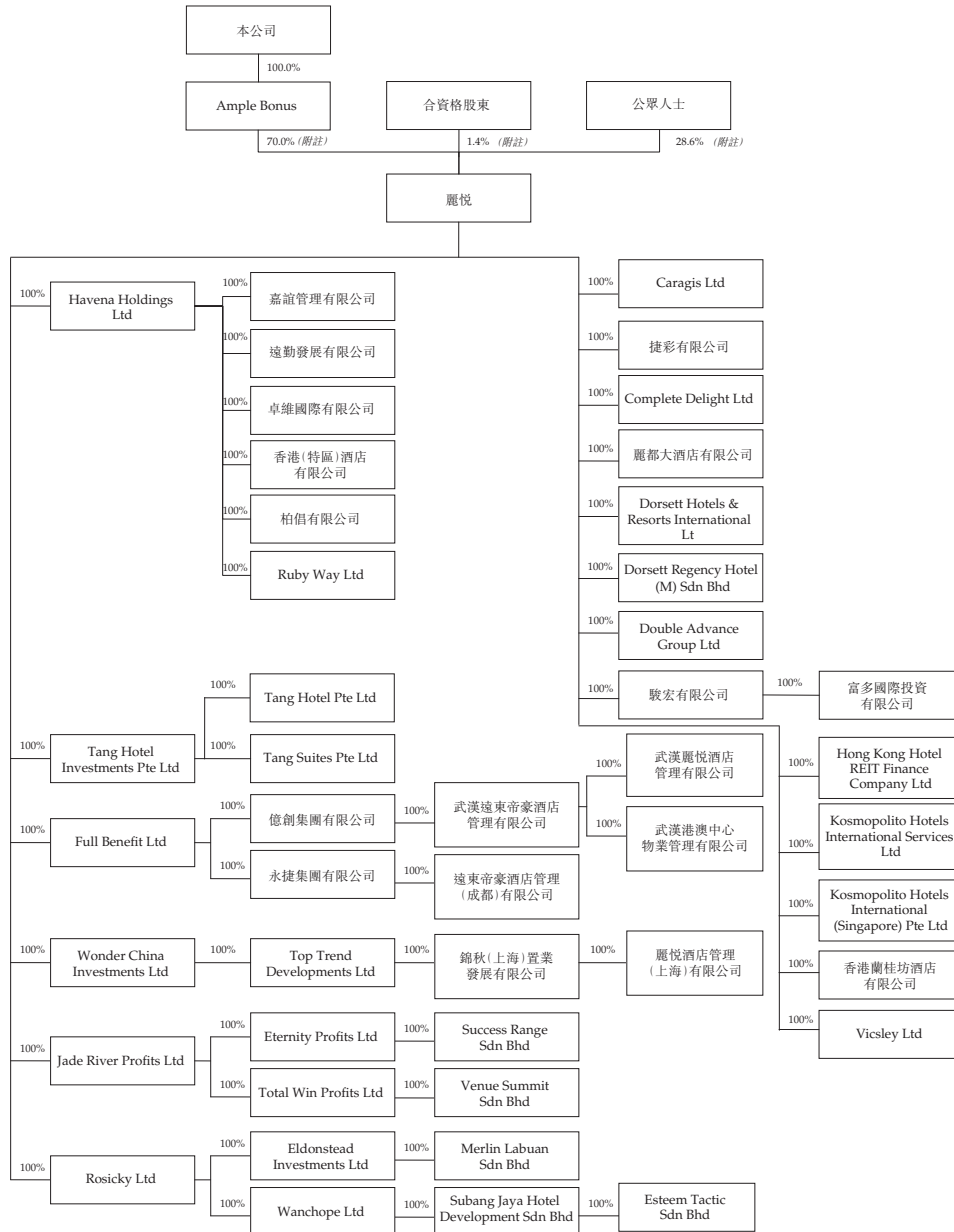 本公司
100.0%
Ample Bonus
合資格股東
公眾人士
70.0% (附註)
1.4% (附註)
28.6% (附註)
麗悦
100%
Havena Holdings
Ltd
100%
嘉誼管理有限公司
100%
遠勤發展有限公司
100%
卓維國際有限公司
100%
香港(特區)酒店
有限公司
100%
柏倡有限公司
100%
Ruby Way Ltd
100%
Caragis Ltd
100%
捷彩有限公司
100%
Complete Delight Ltd
100%
麗都大酒店有限公司
100%
Dorsett Hotels &
Resorts International
Lt
100%
Dorsett Regency Hotel
(M) Sdn Bhd
100%
Double Advance
Group Ltd
100%
駿宏有限公司
100%
富多國際投資
有限公司
100%
Tang Hotel
Investments Pte Ltd
100%
Tang Hotel Pte Ltd
100%
Tang Suites Pte Ltd
100%
Full Benefit Ltd
100%
億創集團有限公司
100%
武漢遠東帝豪酒店
管理有限公司
100%
武漢麗悦酒店
管理有限公司
100%
武漢港澳中心
物業管理有限公司
100%
永捷集團有限公司
100%
遠東帝豪酒店管理
(成都)有限公司
100%
Hong Kong Hotel
REIT Finance
Company Ltd
100%
Kosmopolito Hotels
International Services
Ltd
100%
Kosmopolito Hotels
International
(Singapore) Pte Ltd
100%
香港蘭桂坊酒店
有限公司
100%
Vicsley Ltd
100%
Wonder China
Investments Ltd
100%
Top Trend
Developments Ltd
100%
錦秋(上海)置業
發展有限公司
100%
麗悦酒店管理
(上海)有限公司
100%
Jade River Profits Ltd
100%
Eternity Profits Ltd
100%
Success Range
Sdn Bhd
100%
Total Win Profits Ltd
100%
Venue Summit
Sdn Bhd
100%
Rosicky Ltd
100%
Eldonstead
Investments Ltd
100%
Merlin Labuan
Sdn Bhd
100%
Wanchope Ltd
100%
Subang Jaya Hotel
Development Sdn Bhd
100%
Esteem Tactic
Sdn Bhd